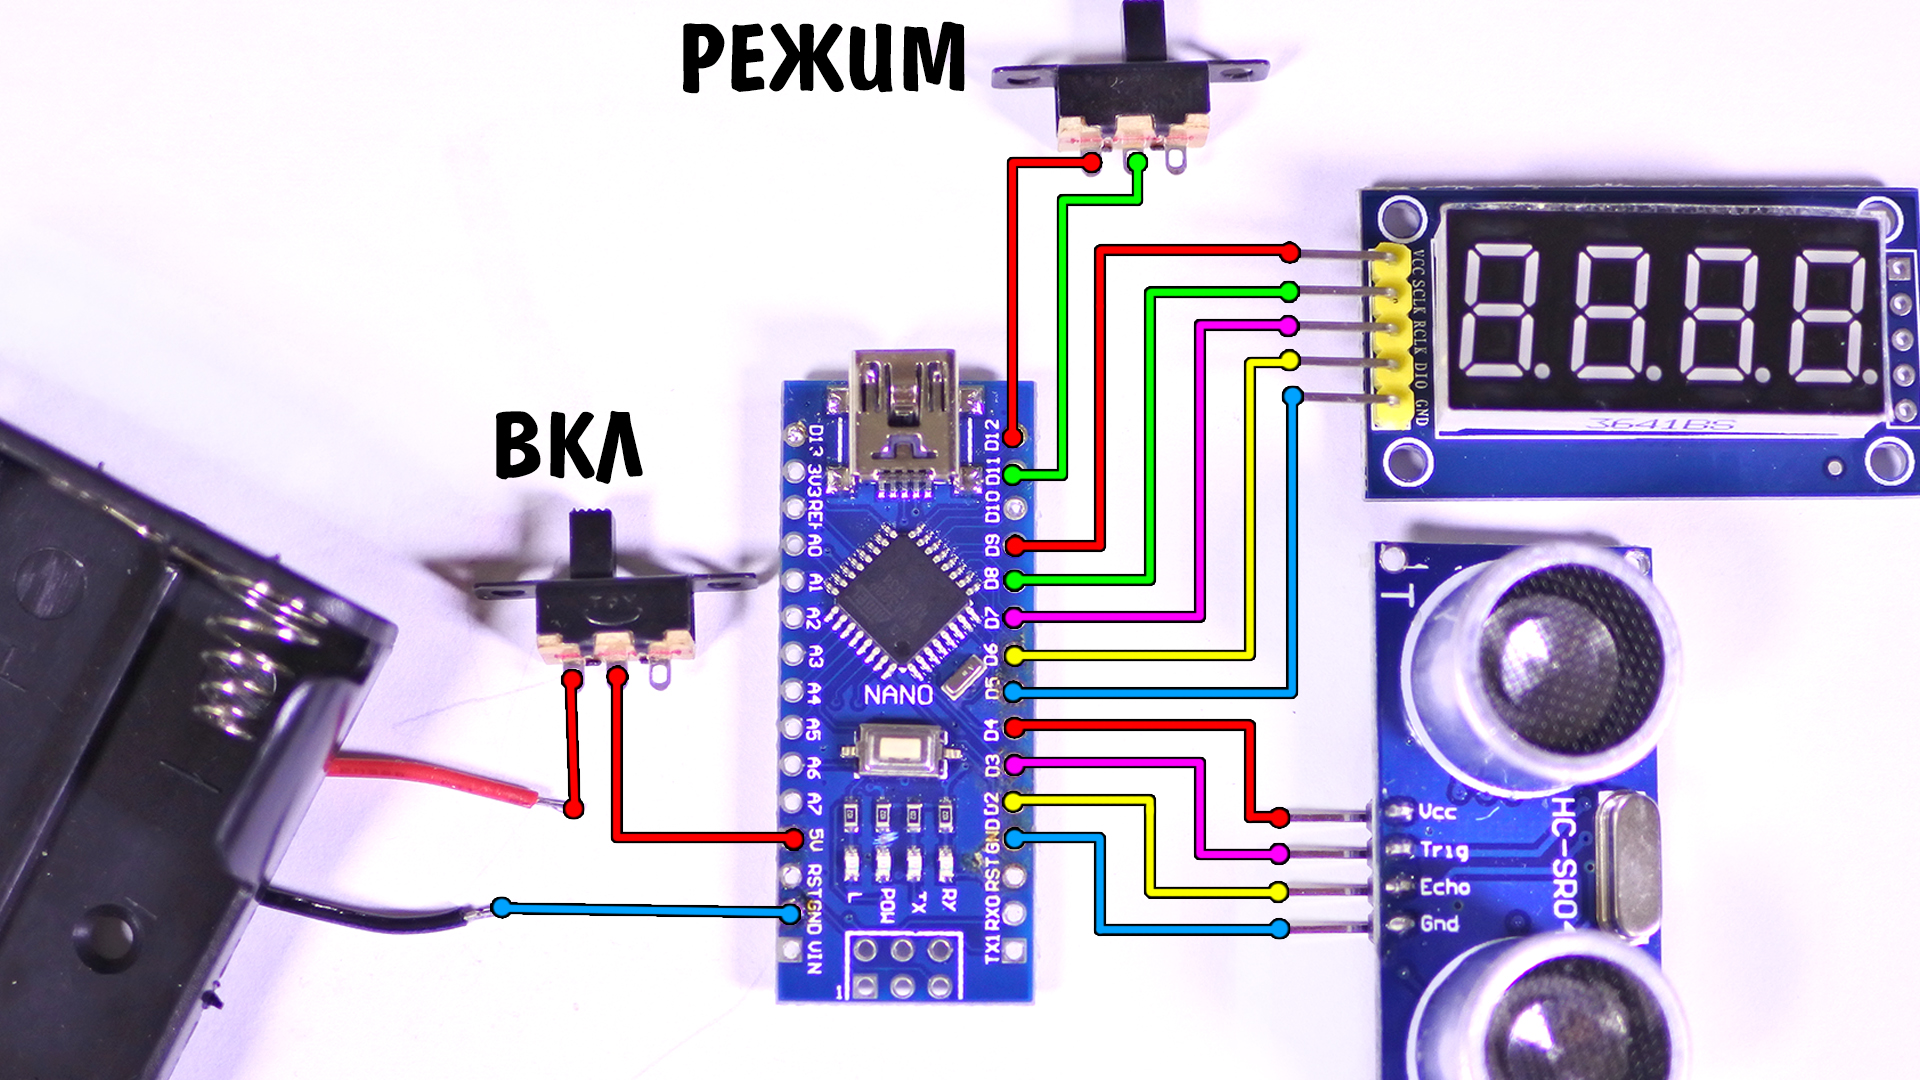 РЕЖИМ
ВКЛ
VCC
SCLK
RCLK
DIO
GND
3641BS
D13
3V3
REF
A0
A1
A2
A3
A4
A5
A6
A7
5V
RST
GND
VIN
D12
D11
D10
D9
D8
D7
D6
D5
D4
D3
D2
GND
RST
RX0
TX1
NANO
L
POW
TX
RX
1
T
HC-SR04
Vcc
Trig
Echo
Gnd